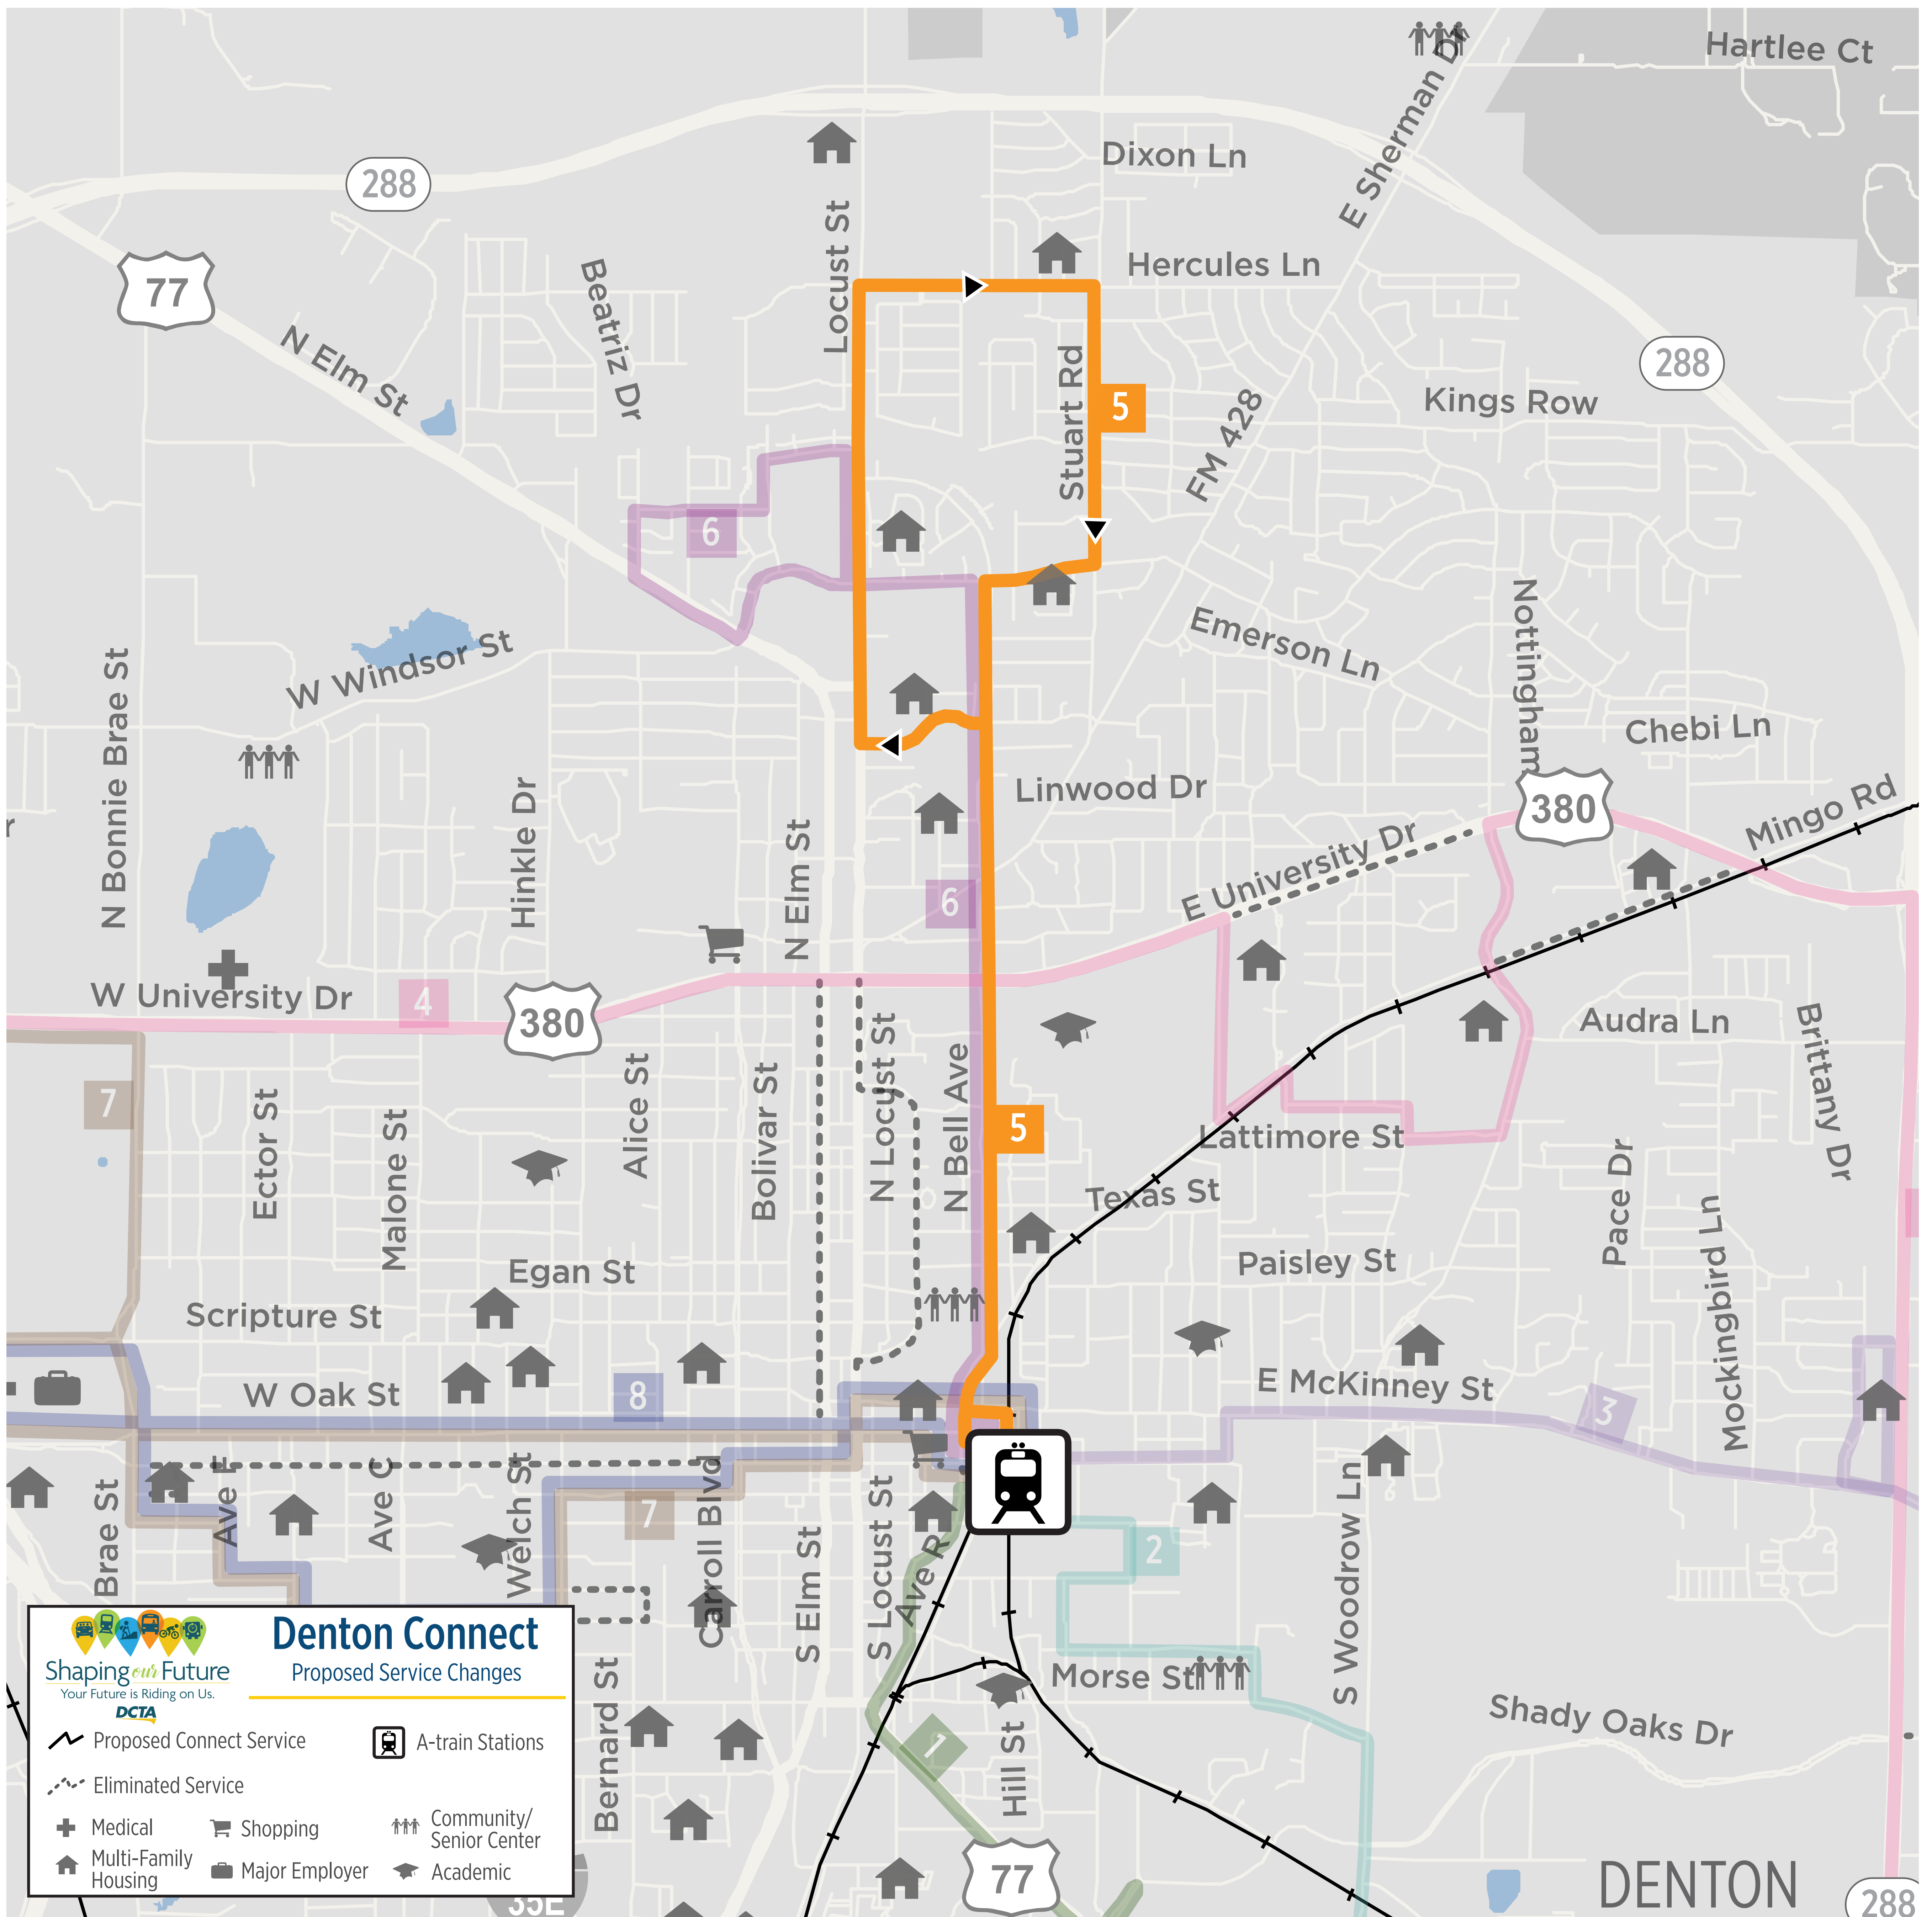 Hartlee Ct
E Sherman Dr
Dixon Ln
288
Locust St
Hercules Ln
77
Beatriz Dr
N Elm St
288
Stuart Rd
5
Kings Row
FM 428
6
Nottingham
Emerson Ln
W Windsor St
N Bonnie Brae St
Chebi Ln
Linwood Dr
380
Mingo Rd
Hinkle Dr
N Elm St
E University Dr
6
W University Dr
4
380
N Locust St
Audra Ln
Brittany Dr
N Bell Ave
7
Ector St
Malone St
Alice St
Bolivar St
5
Lattimore St
Texas St
Pace Dr
Mockingbird Ln
Paisley St
Egan St
Scripture St
W Oak St
8
E McKinney St
3
Brae St
Ave F
Ave C
Welch St
7
Carroll Blvd
S Elm St
S Locust St
Ave R
2
S Woodrow Ln
Morse St
Bernard St
Hill St
1
Shady Oaks Dr
77
DENTON
288
35E
Shaping our Future
Your Future is Riding on Us.
DCTA
Denton Connect
Proposed Service Changes
Proposed Connect Service
A-train Stations
Eliminated Service
Medical
Shopping
Community/
Senior Center
Multi-Family
Housing
Major Employer
Academic